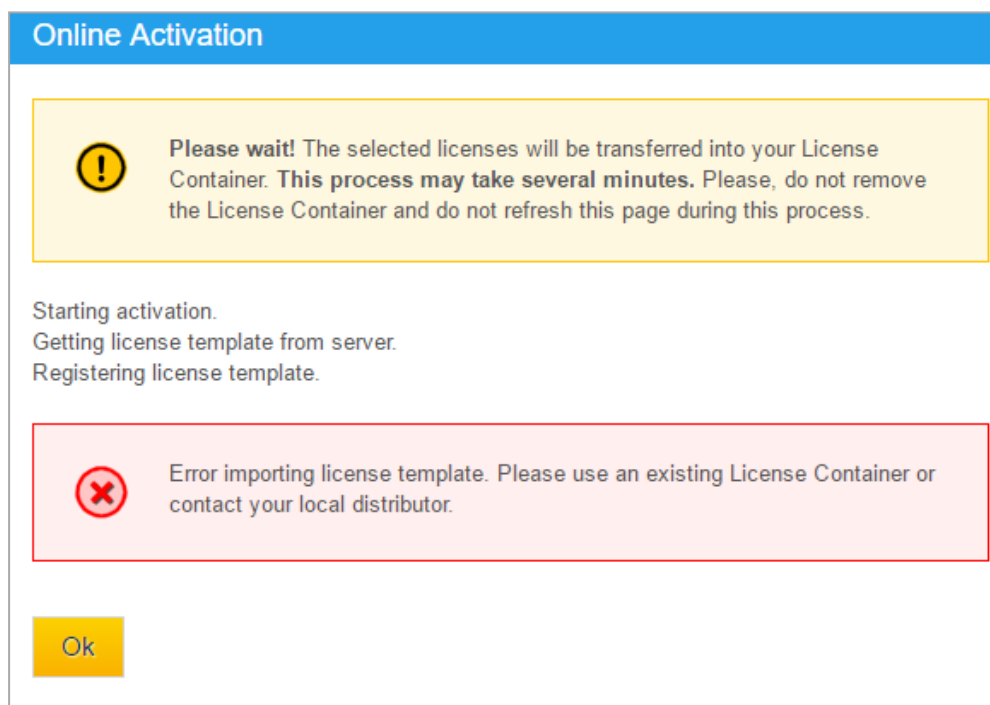 Online Activation
Please wait! The selected licenses will be transferred into your License
Container. This process may take several minutes. Please, do not remove
the License Container and do not refresh this page during this process.
Starting activation.
Getting license template from server.
Registering license template.
Error importing license template. Please use an existing License Container or
contact your local distributor.
Ok